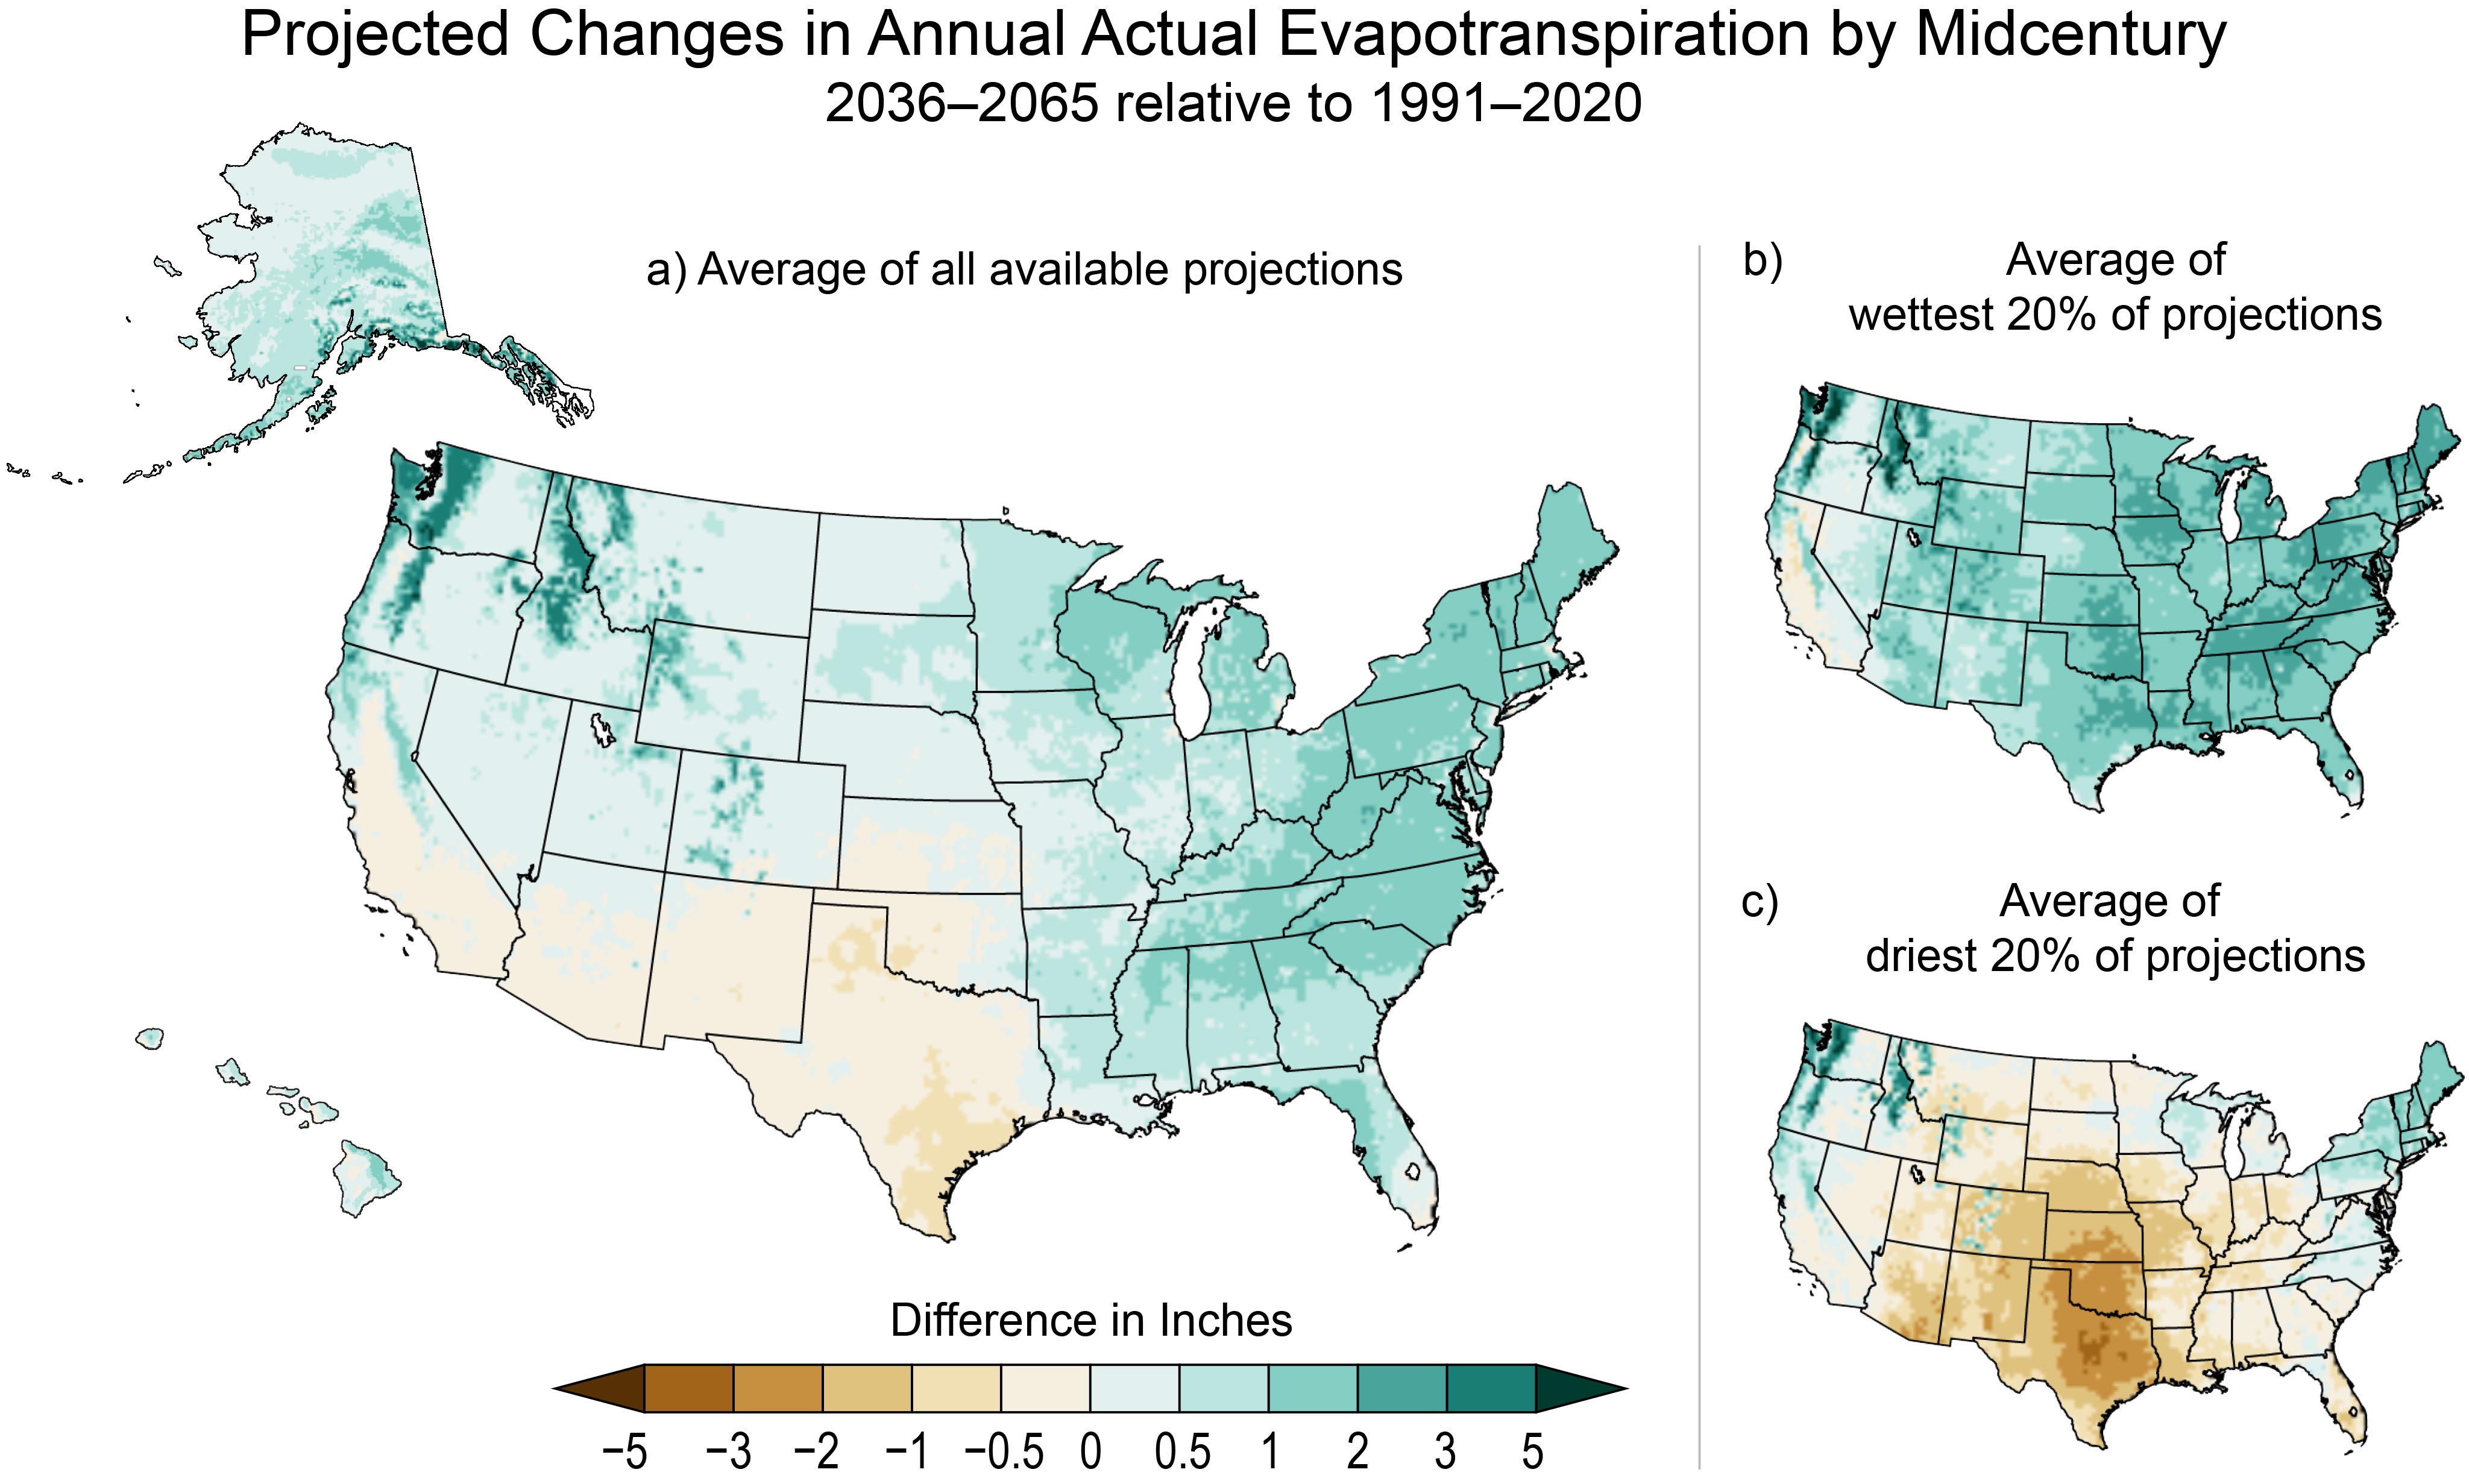 Projected Changes in Annual Actual Evapotranspiration by Midcentury
2036–2065 relative to 1991–2020
a) Average of all available projections
b) Average of
wettest 20% of projections
c) Average of
driest 20% of projections
Difference in Inches
−5 −3 −2 −1 −0.5 0 0.5 1 2 3 5